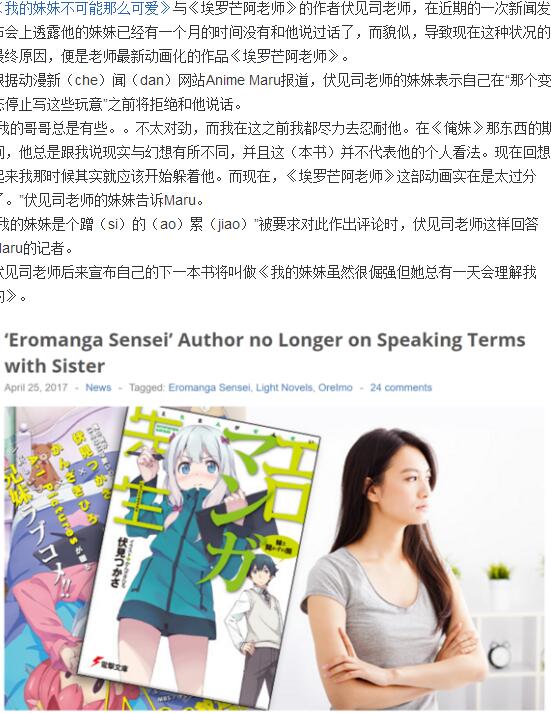 《我的妹妹不可能那么可爱》与《埃罗芒阿老师》的作者伏见司老师，在近期的一次新闻发
布会上透露他的妹妹已经有一个月的时间没有和他说过话了，而貌似，导致现在这种状况的
最终原因，便是老师最新动画化的作品《埃罗芒阿老师》。
根据动漫新（che）闻（dan）网站Anime Maru报道，伏见司老师的妹妹表示自己在“那个变
态停止写这些玩意”之前将拒绝和他说话。
我的哥哥总是有些。。不太对劲，而我在这之前我都尽力去忍耐他。在《俺妹》那东西的期
间，他总是跟我说现实与幻想有所不同，并且这（本书）并不代表他的个人看法。现在回想
起来我那时候其实就应该开始躲着他。而现在，《埃罗芒阿老师》这部动画实在是太过分
了。”伏见司老师的妹妹告诉Maru。
我的妹妹是个蹭（si）的（ao）累（jiao）”被要求对此作出评论时，伏见司老师这样回答
Maru的记者。
伏见司老师后来宣布自己的下一本书将叫做《我的妹妹虽然很倔强但她总有一天会理解我
的》。
‘Eromanga Sensei’ Author no Longer on Speaking Terms
with Sister
April 25, 2017 - News - Tagged: Eromanga Sensei, Light Novels, OreImo - 24 comments
エロマンガ先生
妹と開かずの間
伏見つかさ
電撃文庫
伏見つかさ
かんざきひろ
兄妹ラブコメ!!